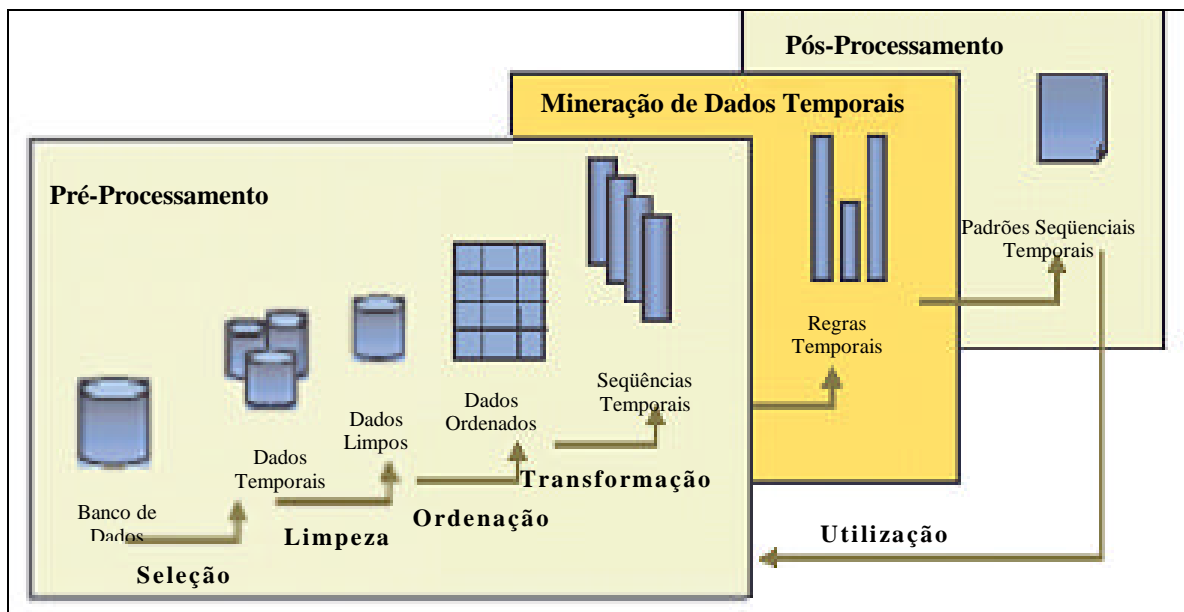 Pós-Processamento
Mineração de Dados Temporais
Pré-Processamento
Padrões Seqüenciais
Temporais
Regras
Temporais
Seqüências
Temporais
Dados
Ordenados
Dados
Limpos
Dados
Temporais
Banco de
Dados
Transformação
Ordenação
Limpeza
Seleção
Utilização